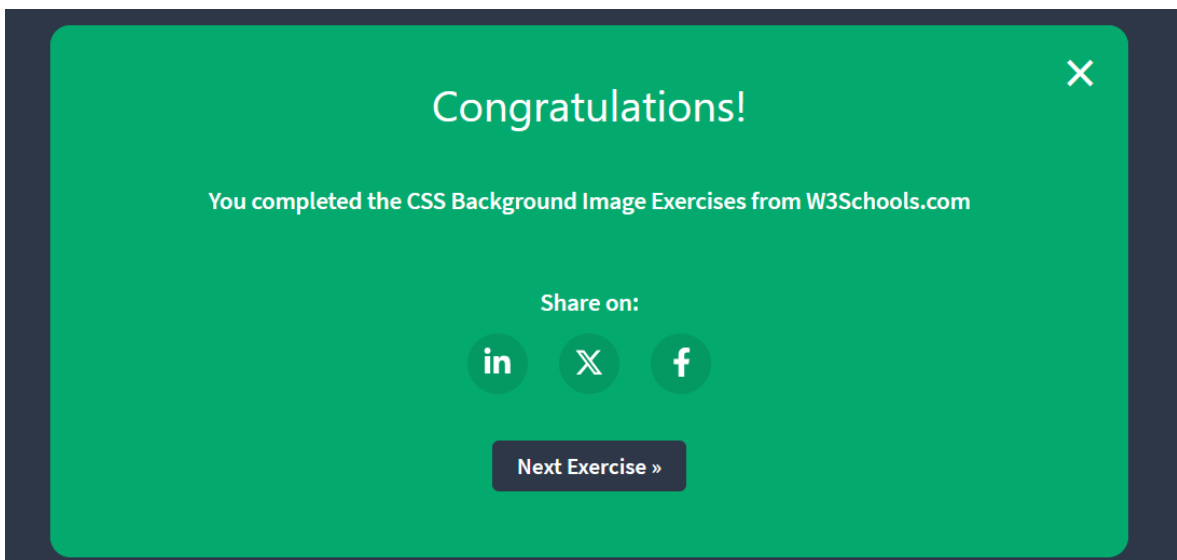 Congratulations!
You completed the CSS Background Image Exercises from W3Schools.com
Share on:
in X f
Next Exercise »